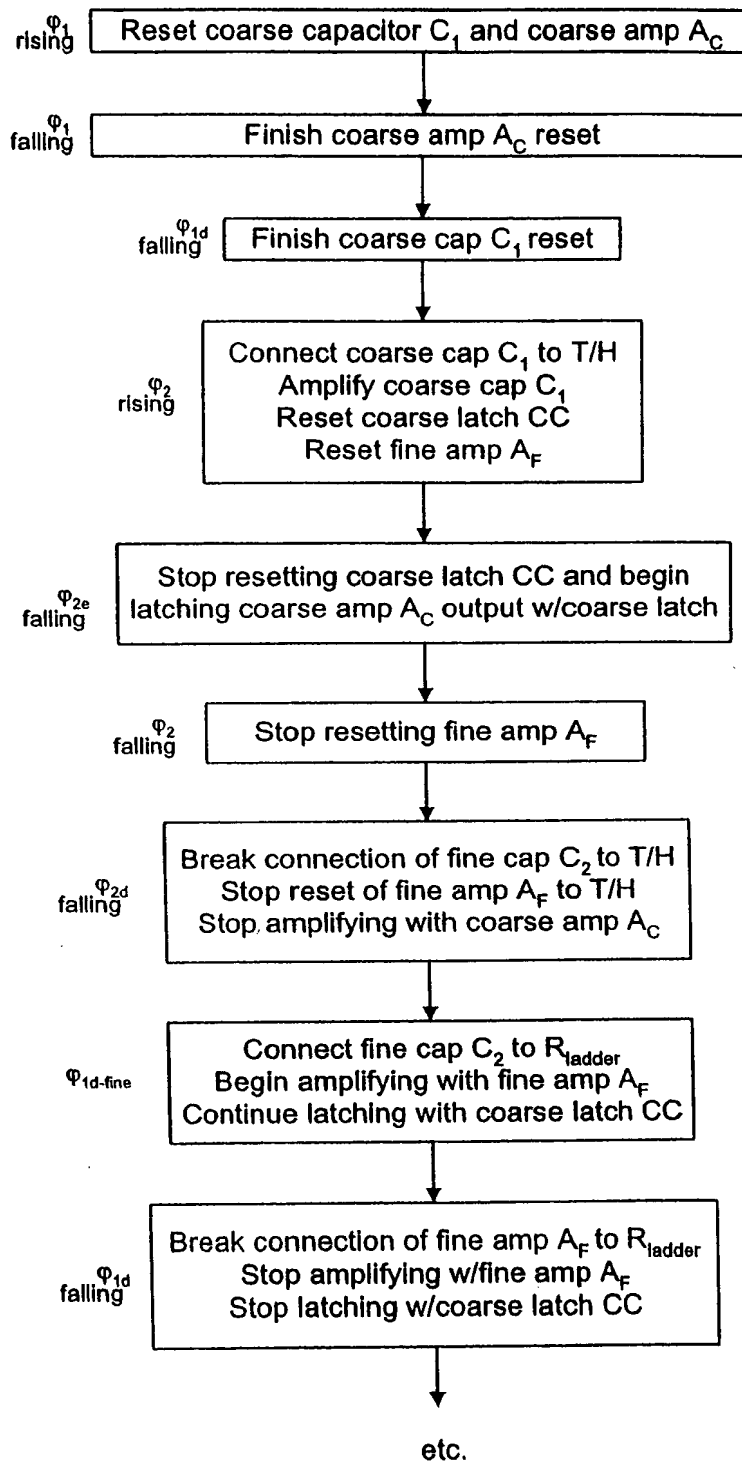 φ1 rising
Reset coarse capacitor C1 and coarse amp AC
φ1 falling
Finish coarse amp AC reset
φ1d falling
Finish coarse cap C1 reset
φ2 rising
Connect coarse cap C1 to T/H
Amplify coarse cap C1
Reset coarse latch CC
Reset fine amp AF
φ2e falling
Stop resetting coarse latch CC and begin
latching coarse amp AC output w/coarse latch
φ2 falling
Stop resetting fine amp AF
φ2d falling
Break connection of fine cap C2 to T/H
Stop reset of fine amp AF to T/H
Stop amplifying with coarse amp AC
φ1d-fine
Connect fine cap C2 to Rladder
Begin amplifying with fine amp AF
Continue latching with coarse latch CC
φ1d falling
Break connection of fine amp AF to Rladder
Stop amplifying w/fine amp AF
Stop latching w/coarse latch CC
etc.